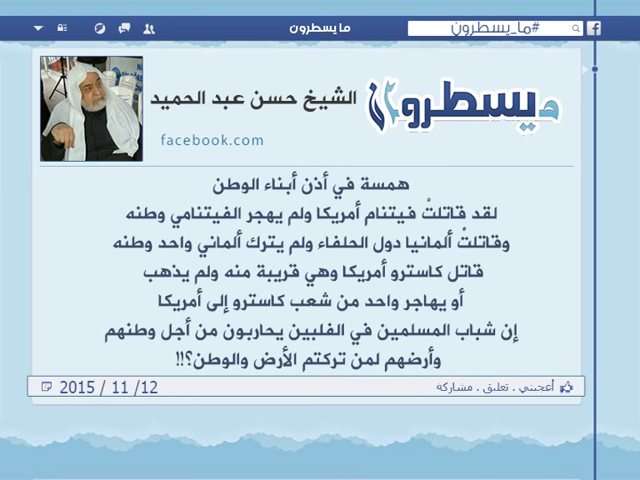 #ما_يسطرون
ما يسطرون
ما يسطرون
الشيخ حسن عبد الحميد
facebook.com
همسة في أذن أبناء الوطن
لقد قاتلتْ فيتنام أمريكا ولم يهجر الفيتنامي وطنه
وقاتلتْ ألمانيا دول الحلفاء ولم يترك ألماني واحد وطنه
قاتل كاسترو أمريكا وهي قريبة منه ولم يذهب
أو يهاجر واحد من شعب كاسترو إلى أمريكا
إن شباب المسلمين في الفلبين يحاربون من أجل وطنهم
وأرضهم لمن تركتم الأرض والوطن؟!!
أعجبني . تعليق . مشاركة
2015 / 11 /12